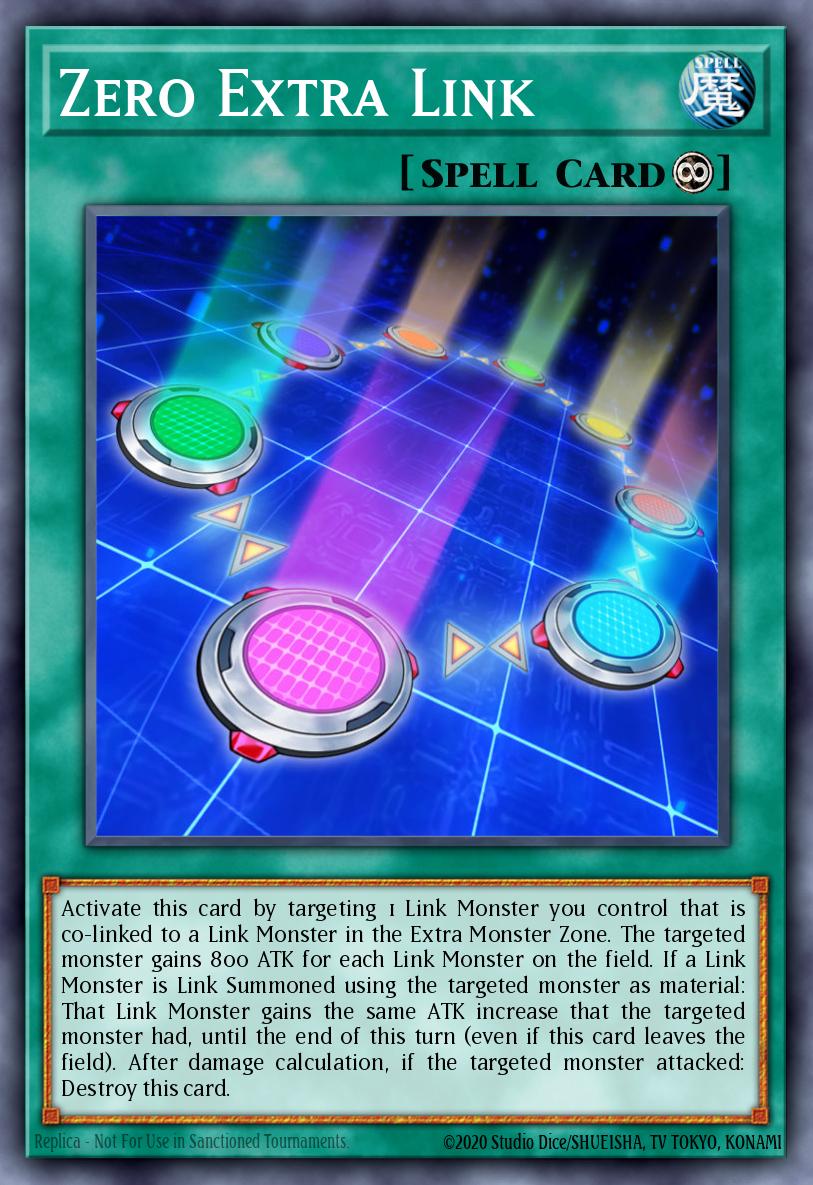 Zero Extra Link
SPELL
魔
[Spell Card]
Activate this card by targeting 1 Link Monster you control that is
co-linked to a Link Monster in the Extra Monster Zone. The targeted
monster gains 800 ATK for each Link Monster on the field. If a Link
Monster is Link Summoned using the targeted monster as material:
That Link Monster gains the same ATK increase that the targeted
monster had, until the end of this turn (even if this card leaves the
field). After damage calculation, if the targeted monster attacked:
Destroy this card.
Replica - Not For Use in Sanctioned Tournaments.
©2020 Studio Dice/SHUEISHA, TV TOKYO, KONAMI